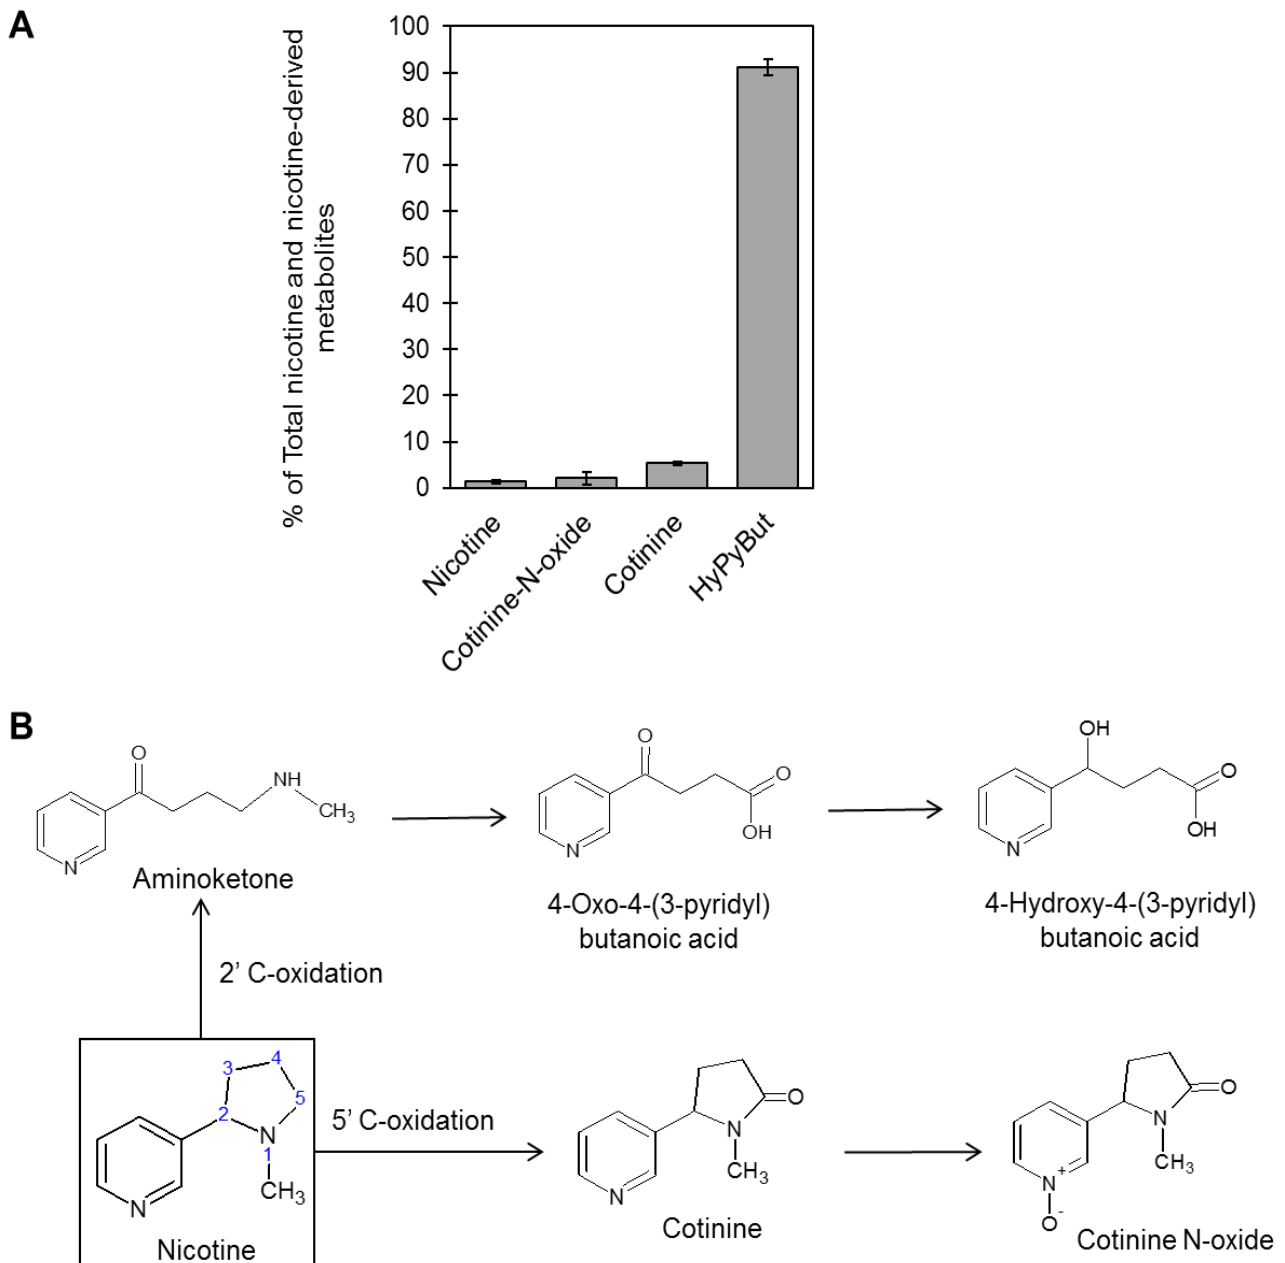 A
% of Total nicotine and nicotine-derived
metabolites
100
90
80
70
60
50
40
30
20
10
0
Nicotine
Cotinine-N-oxide
Cotinine
HyPyBut
B
O
NH
CH3
N
Aminoketone
O
O
OH
N
4-Oxo-4-(3-pyridyl)
butanoic acid
OH
O
OH
N
4-Hydroxy-4-(3-pyridyl)
butanoic acid
2’ C-oxidation
3
4
5
2
N
1
CH3
N
Nicotine
5’ C-oxidation
O
N
CH3
N
Cotinine
O
N
CH3
N+
O-
Cotinine N-oxide